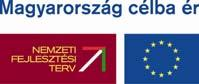 Magyarország célba ér
NEMZETI
FEJLESZTÉSI
TERV